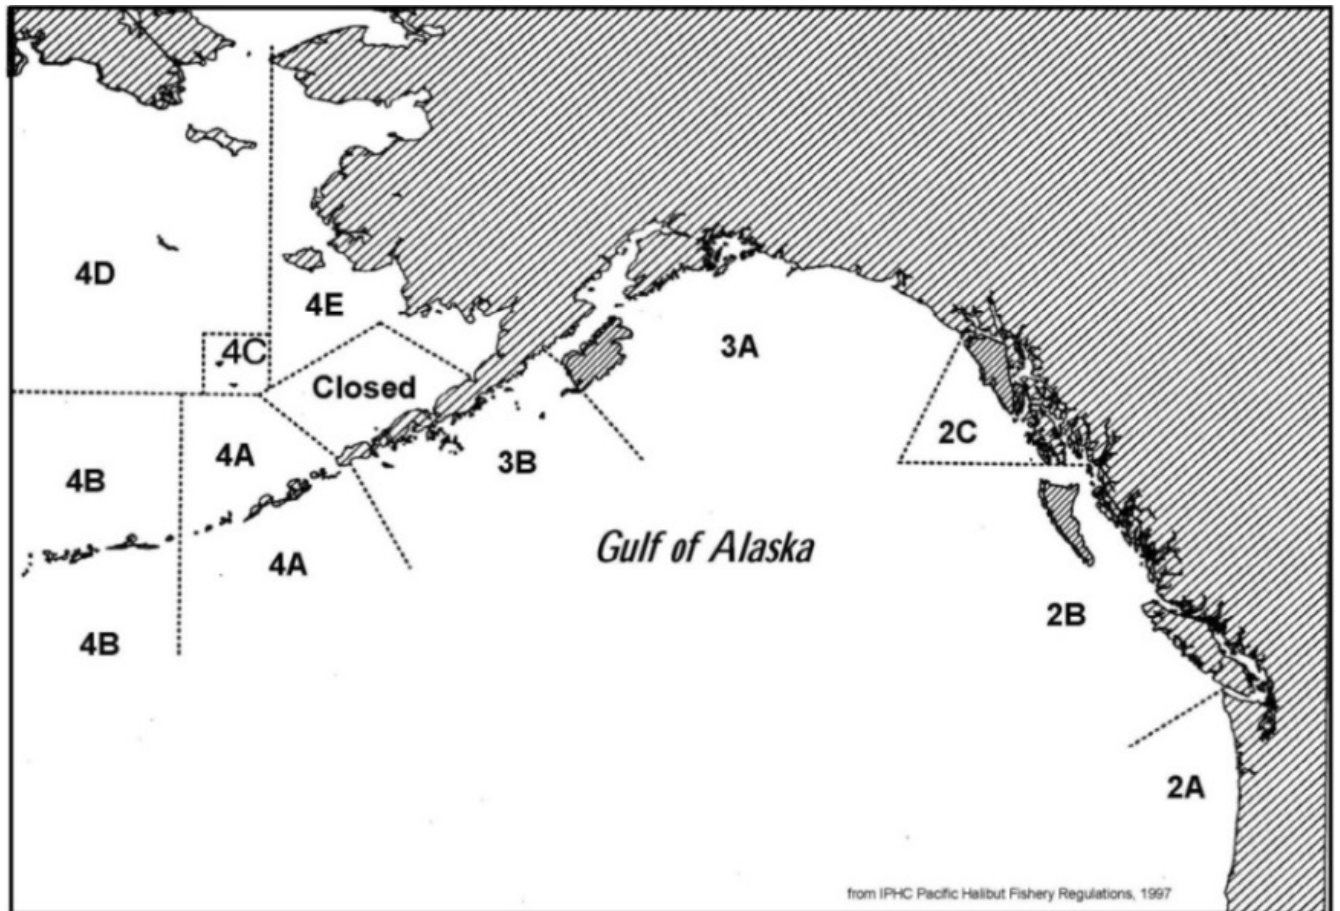 4D
4E
4C
3A
Closed
2C
4A
3B
4B
Gulf of Alaska
4A
2B
4B
2A
from IPHC Pacific Halibut Fishery Regulations, 1997